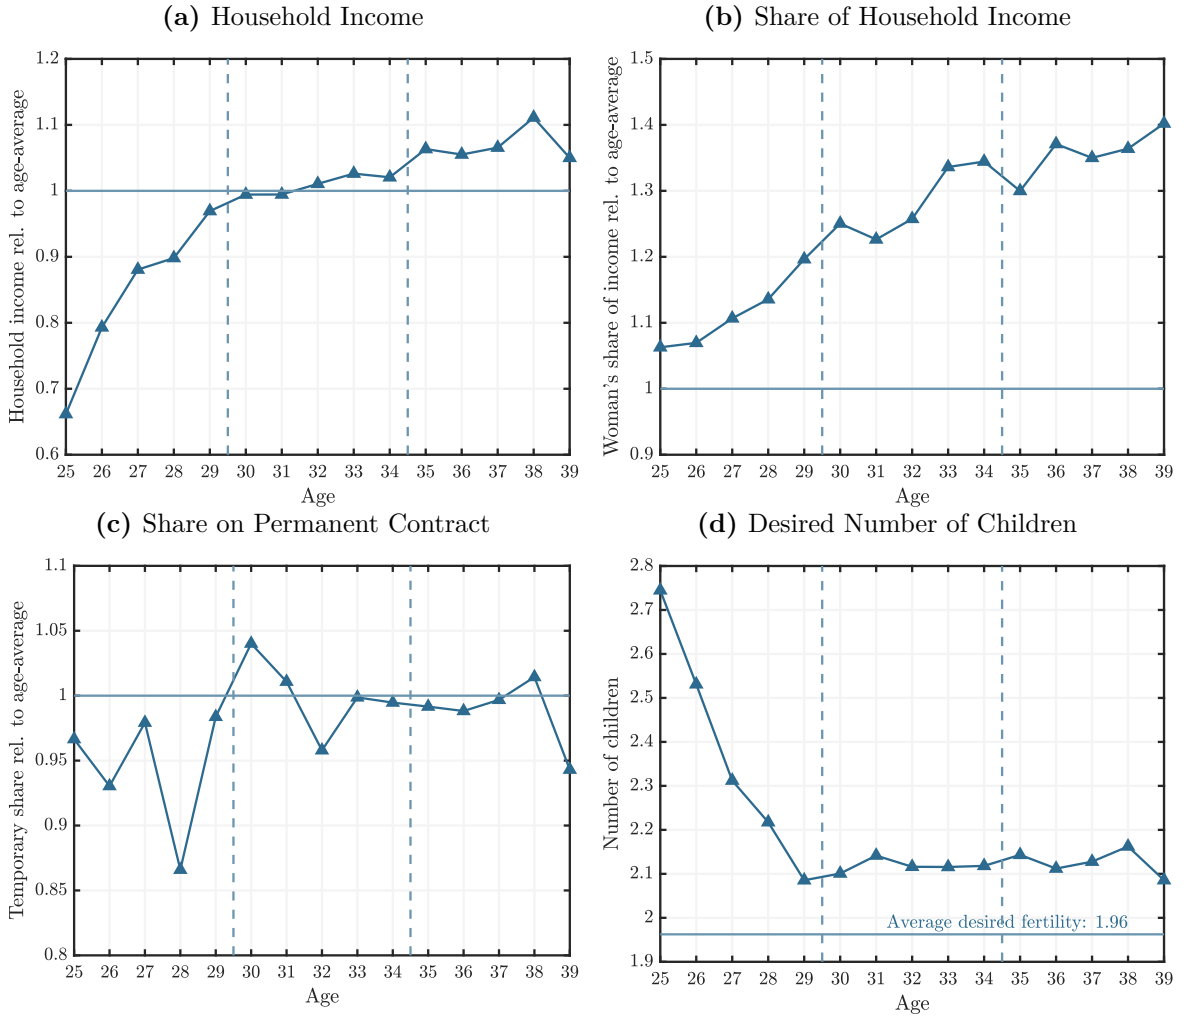 (a) Household Income
Household income rel. to age-average
1.2
1.1
1
0.9
0.8
0.7
0.6
25 26 27 28 29 30 31 32 33 34 35 36 37 38 39
Age
(b) Share of Household Income
Woman's share of income rel. to age-average
1.5
1.4
1.3
1.2
1.1
1
0.9
25 26 27 28 29 30 31 32 33 34 35 36 37 38 39
Age
(c) Share on Permanent Contract
Temporary share rel. to age-average
1.1
1.05
1
0.95
0.9
0.85
0.8
25 26 27 28 29 30 31 32 33 34 35 36 37 38 39
Age
(d) Desired Number of Children
Number of children
2.8
2.7
2.6
2.5
2.4
2.3
2.2
2.1
2
1.9
Average desired fertility: 1.96
25 26 27 28 29 30 31 32 33 34 35 36 37 38 39
Age